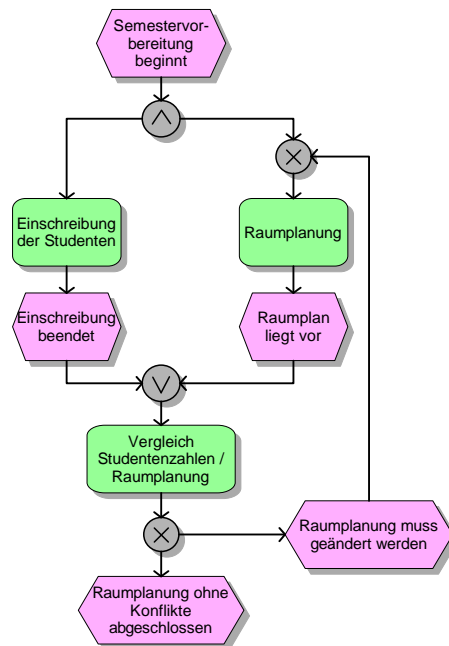 Semestervor-
bereitung
beginnt
Einschreibung
der Studenten
Raumplanung
Einschreibung
beendet
Raumplan
liegt vor
Vergleich
Studentenzahlen /
Raumplanung
Raumplanung muss
geändert werden
Raumplanung ohne
Konflikte
abgeschlossen